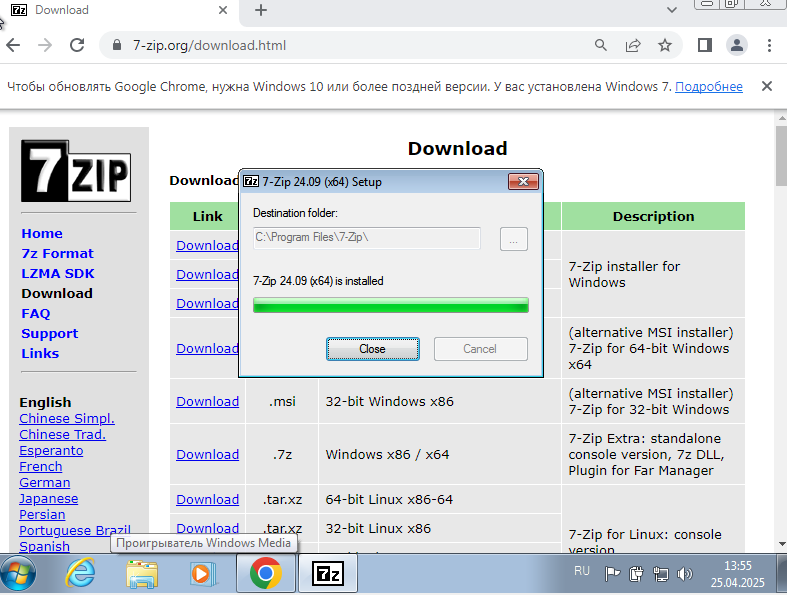 Download
7-zip.org/download.html
Чтобы обновлять Google Chrome, нужна Windows 10 или более поздней версии. У вас установлена Windows 7. Подробнее
7ZIP
Home
7z Format
LZMA SDK
Download
FAQ
Support
Links
English
Chinese Simpl.
Chinese Trad.
Esperanto
French
German
Japanese
Persian
Portuguese Brazil
Spanish
Download
Download
Link
Description
Download
Download
Download
7-Zip installer for
Windows
Download
(alternative MSI installer)
7-Zip for 64-bit Windows
x64
Download
.msi
32-bit Windows x86
(alternative MSI installer)
7-Zip for 32-bit Windows
Download
.7z
Windows x86 / x64
7-Zip Extra: standalone
console version, 7z DLL,
Plugin for Far Manager
Download
.tar.xz
64-bit Linux x86-64
Download
.tar.xz
32-bit Linux x86
7-Zip for Linux: console
version
7z 7-Zip 24.09 (x64) Setup
Destination folder:
C:\Program Files\7-Zip\
...
7-Zip 24.09 (x64) is installed
Close
Cancel
Проигрыватель Windows Media
7z
RU
13:55
25.04.2025